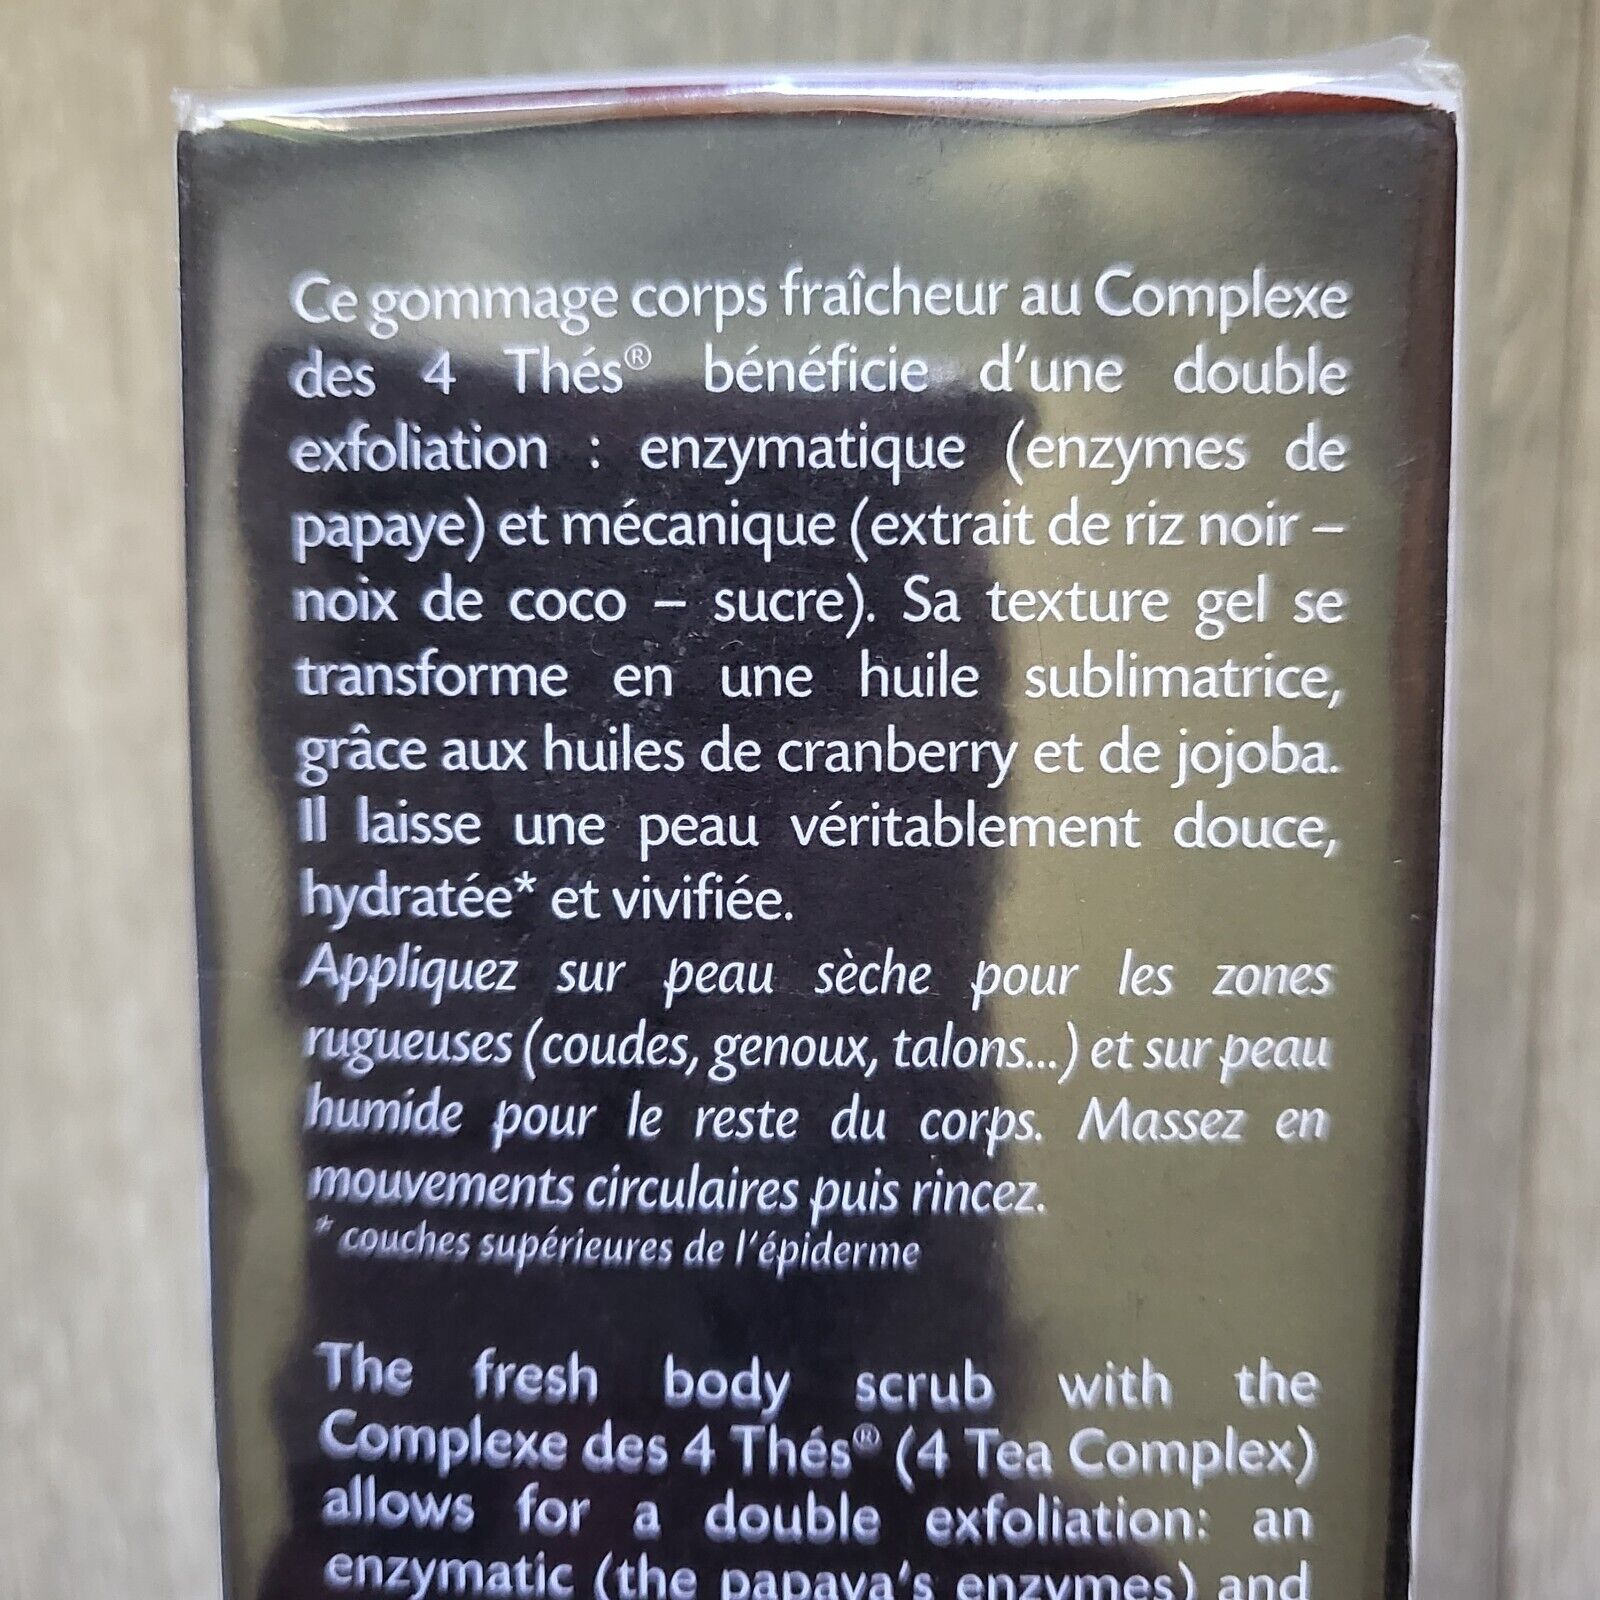 Ce gommage corps fraîcheur au Complexe
des 4 Thés® bénéficie d'une double
exfoliation : enzymatique (enzymes de
papaye) et mécanique (extrait de riz noir –
noix de coco – sucre). Sa texture gel se
transforme en une huile sublimatrice,
grâce aux huiles de cranberry et de jojoba.
Il laisse une peau véritablement douce,
hydratée* et vivifiée.
Appliquez sur peau sèche pour les zones
rugueuses (coudes, genoux, talons...) et sur peau
humide pour le reste du corps. Massez en
mouvements circulaires puis rincez.
* couches supérieures de l'épiderme
The fresh body scrub with the
Complexe des 4 Thés® (4 Tea Complex)
allows for a double exfoliation: an
enzymatic (the papaya's enzymes) and